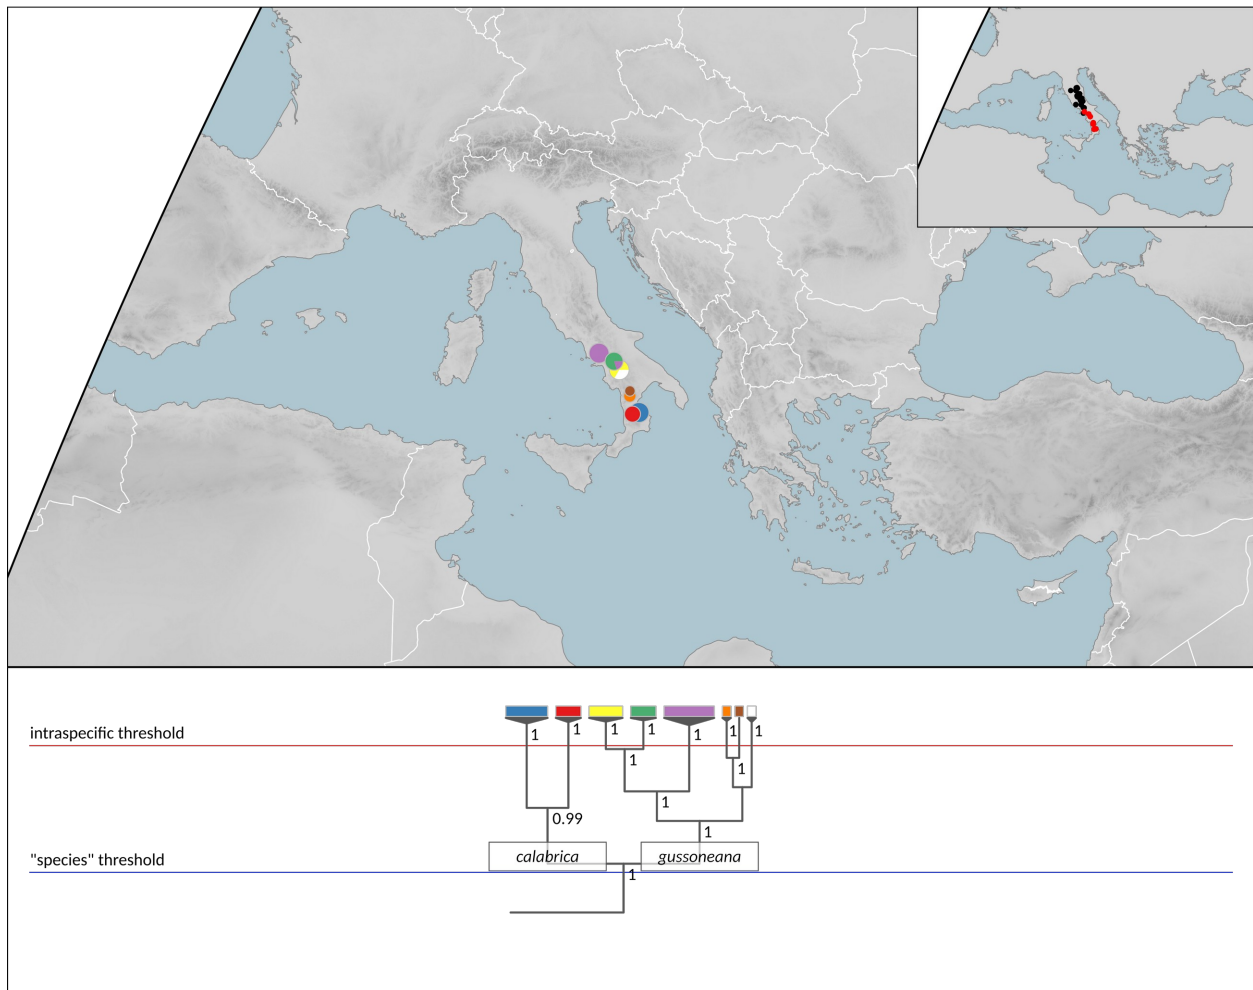 intraspecific threshold
1 1 1 1 1 1 1
1 1
1
0.99
1
calabrica gussoneana
"species" threshold
1